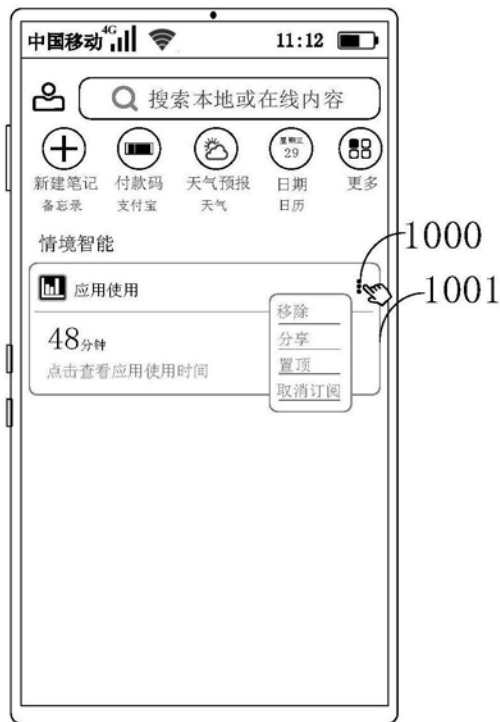 中国移动 4G 11:12
搜索本地或在线内容
星期三
29
新建笔记 付款码 天气预报 日期 更多
备忘录 支付宝 天气 日历
情境智能
1000
应用使用
1001
移除
48分钟
分享
点击查看应用使用时间
置顶
取消订阅